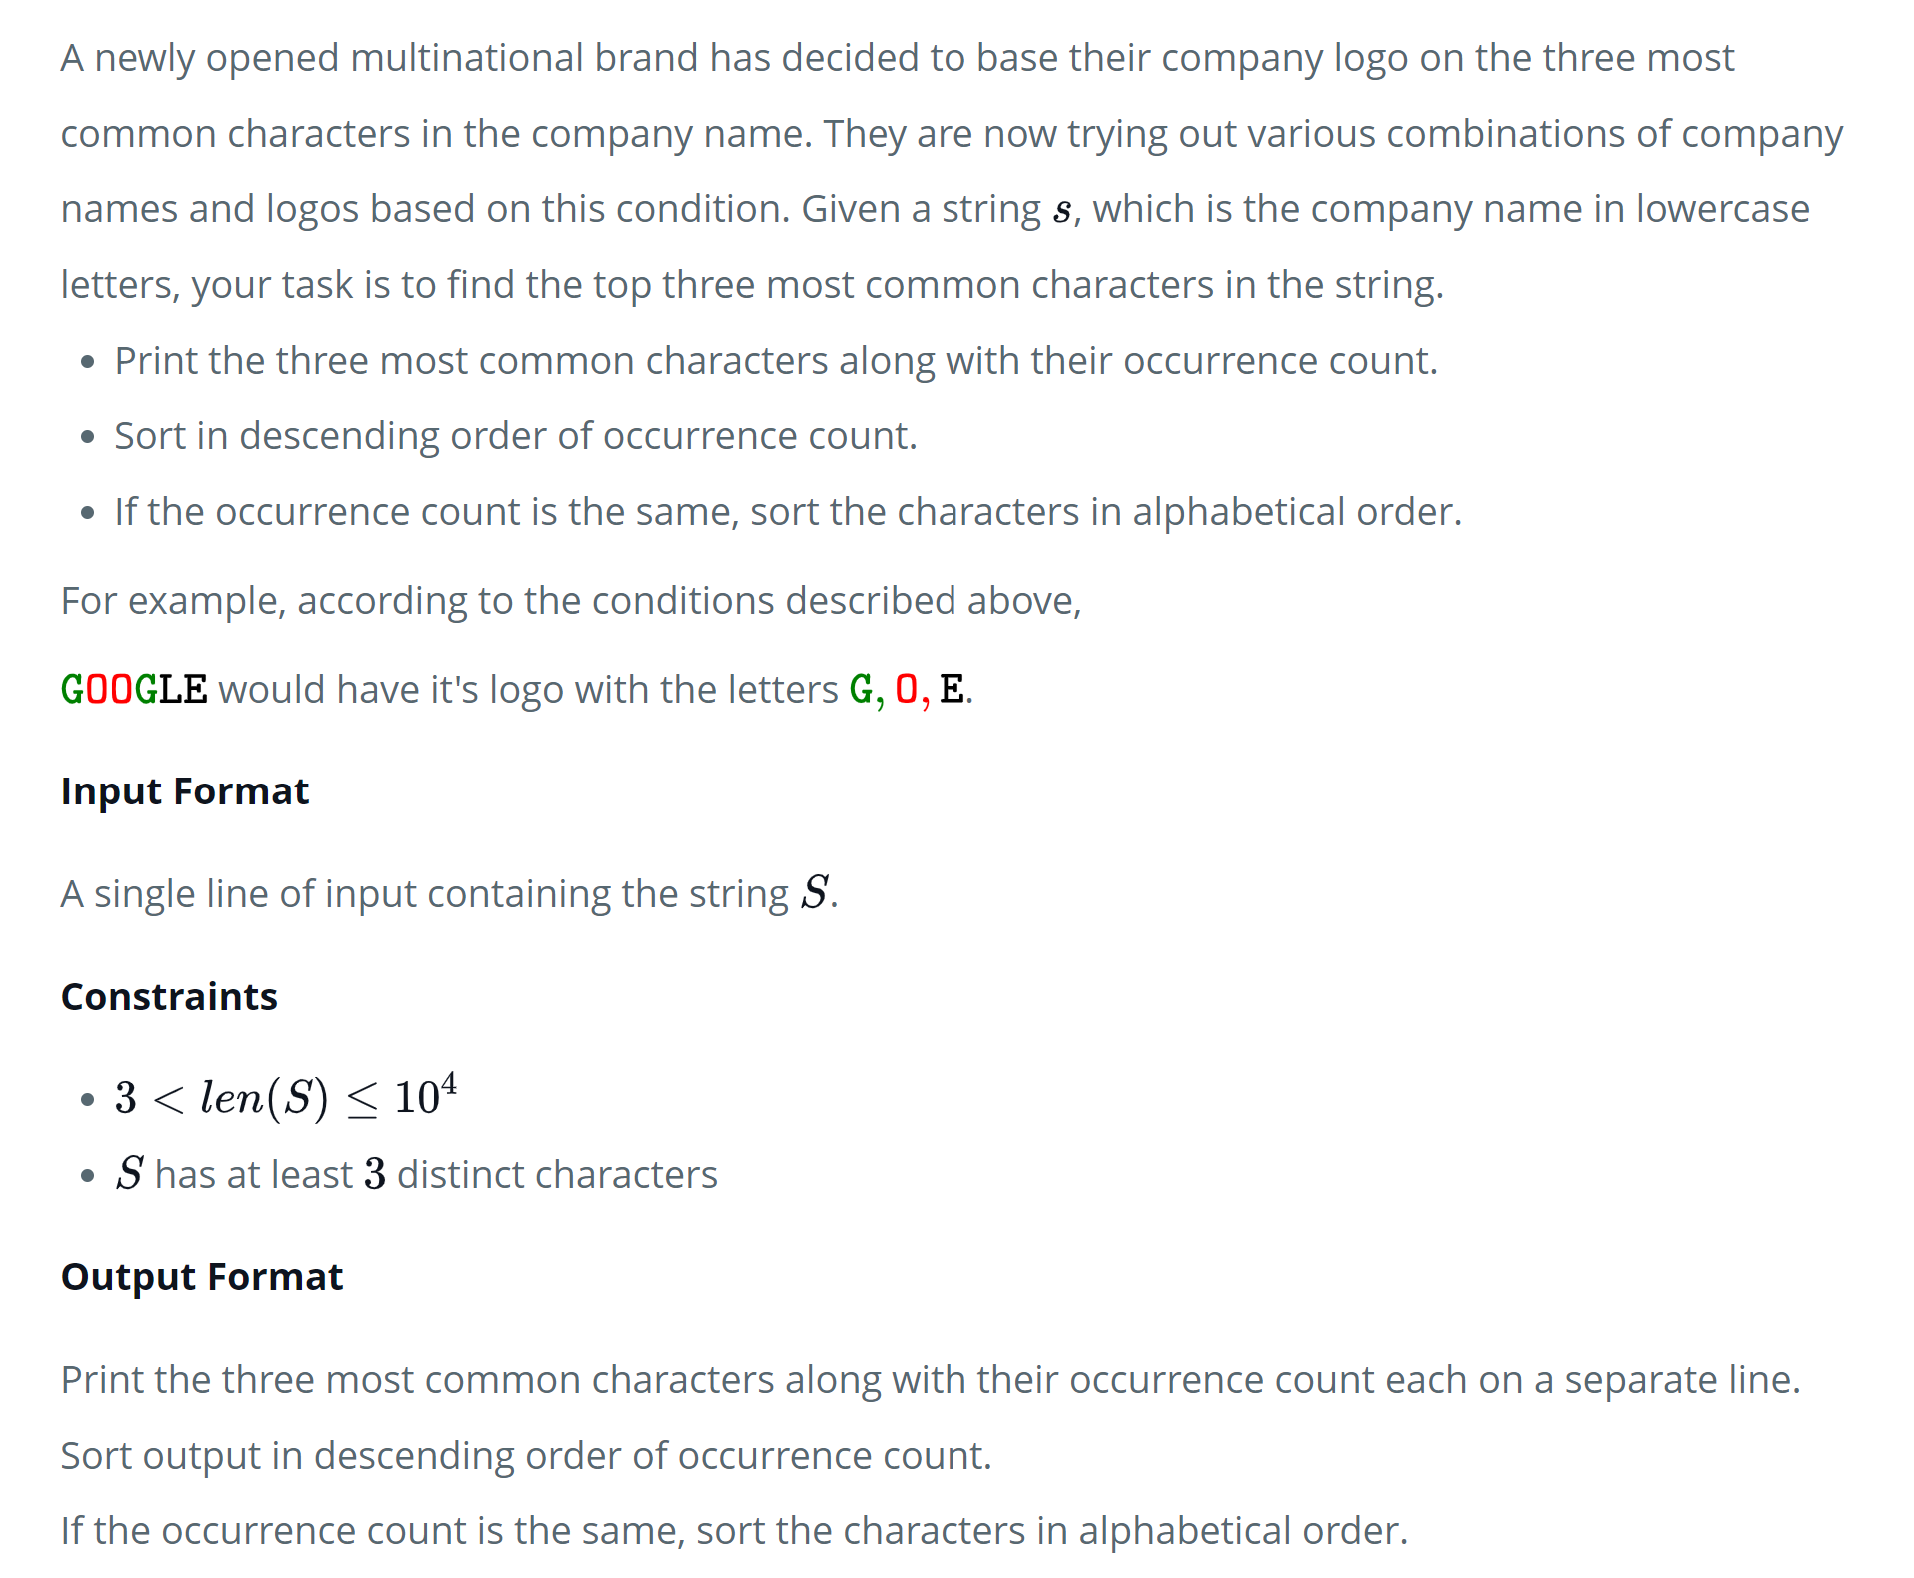 A newly opened multinational brand has decided to base their company logo on the three most
common characters in the company name. They are now trying out various combinations of company
names and logos based on this condition. Given a string s, which is the company name in lowercase
letters, your task is to find the top three most common characters in the string.
• Print the three most common characters along with their occurrence count.
• Sort in descending order of occurrence count.
• If the occurrence count is the same, sort the characters in alphabetical order.
For example, according to the conditions described above,
GOOGLE would have it's logo with the letters G, O, E.
Input Format
A single line of input containing the string S.
Constraints
• 3 < len(S) ≤ 10⁴
• S has at least 3 distinct characters
Output Format
Print the three most common characters along with their occurrence count each on a separate line.
Sort output in descending order of occurrence count.
If the occurrence count is the same, sort the characters in alphabetical order.